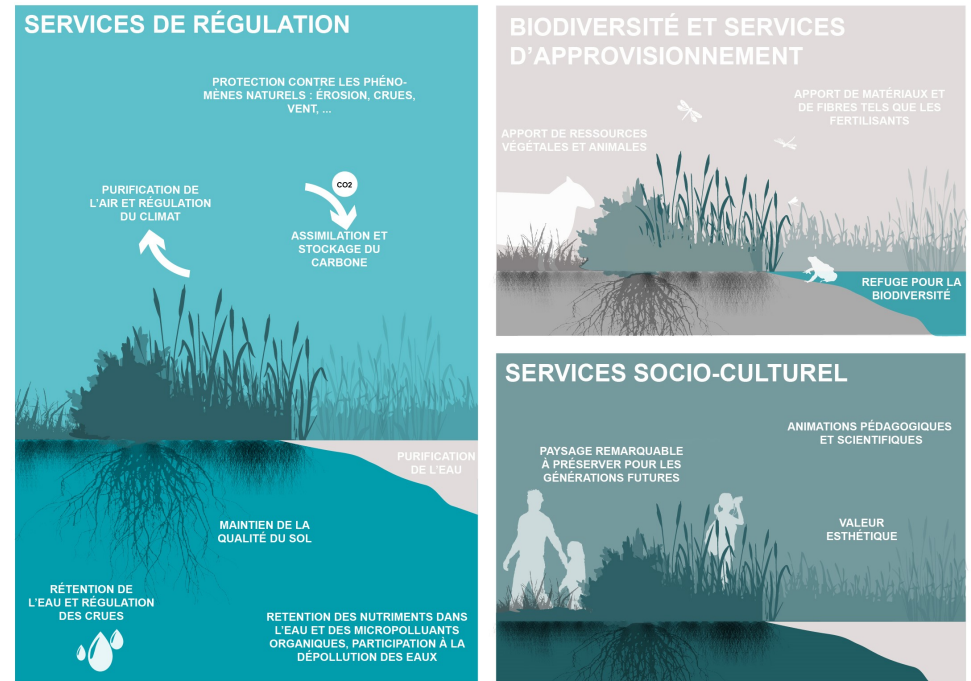 SERVICES DE RÉGULATION
PROTECTION CONTRE LES PHÉNO-
MÈNES NATURELS : ÉROSION, CRUES,
VENT, ...
CO2
PURIFICATION DE
L'AIR ET RÉGULATION
DU CLIMAT
ASSIMILATION ET
STOCKAGE DU
CARBONE
PURIFICATION
DE L'EAU
MAINTIEN DE LA
QUALITÉ DU SOL
RÉTENTION DE
L'EAU ET RÉGULATION
DES CRUES
RETENTION DES NUTRIMENTS DANS
L'EAU ET DES MICROPOLLUANTS
ORGANIQUES, PARTICIPATION À LA
DÉPOLLUTION DES EAUX
BIODIVERSITÉ ET SERVICES
D'APPROVISIONNEMENT
APPORT DE MATÉRIAUX ET
DE FIBRES TELS QUE LES
FERTILISANTS
APPORT DE RESSOURCES
VÉGÉTALES ET ANIMALES
REFUGE POUR LA
BIODIVERSITÉ
SERVICES SOCIO-CULTUREL
ANIMATIONS PÉDAGOGIQUES
ET SCIENTIFIQUES
PAYSAGE REMARQUABLE
À PRÉSERVER POUR LES
GÉNÉRATIONS FUTURES
VALEUR
ESTHÉTIQUE